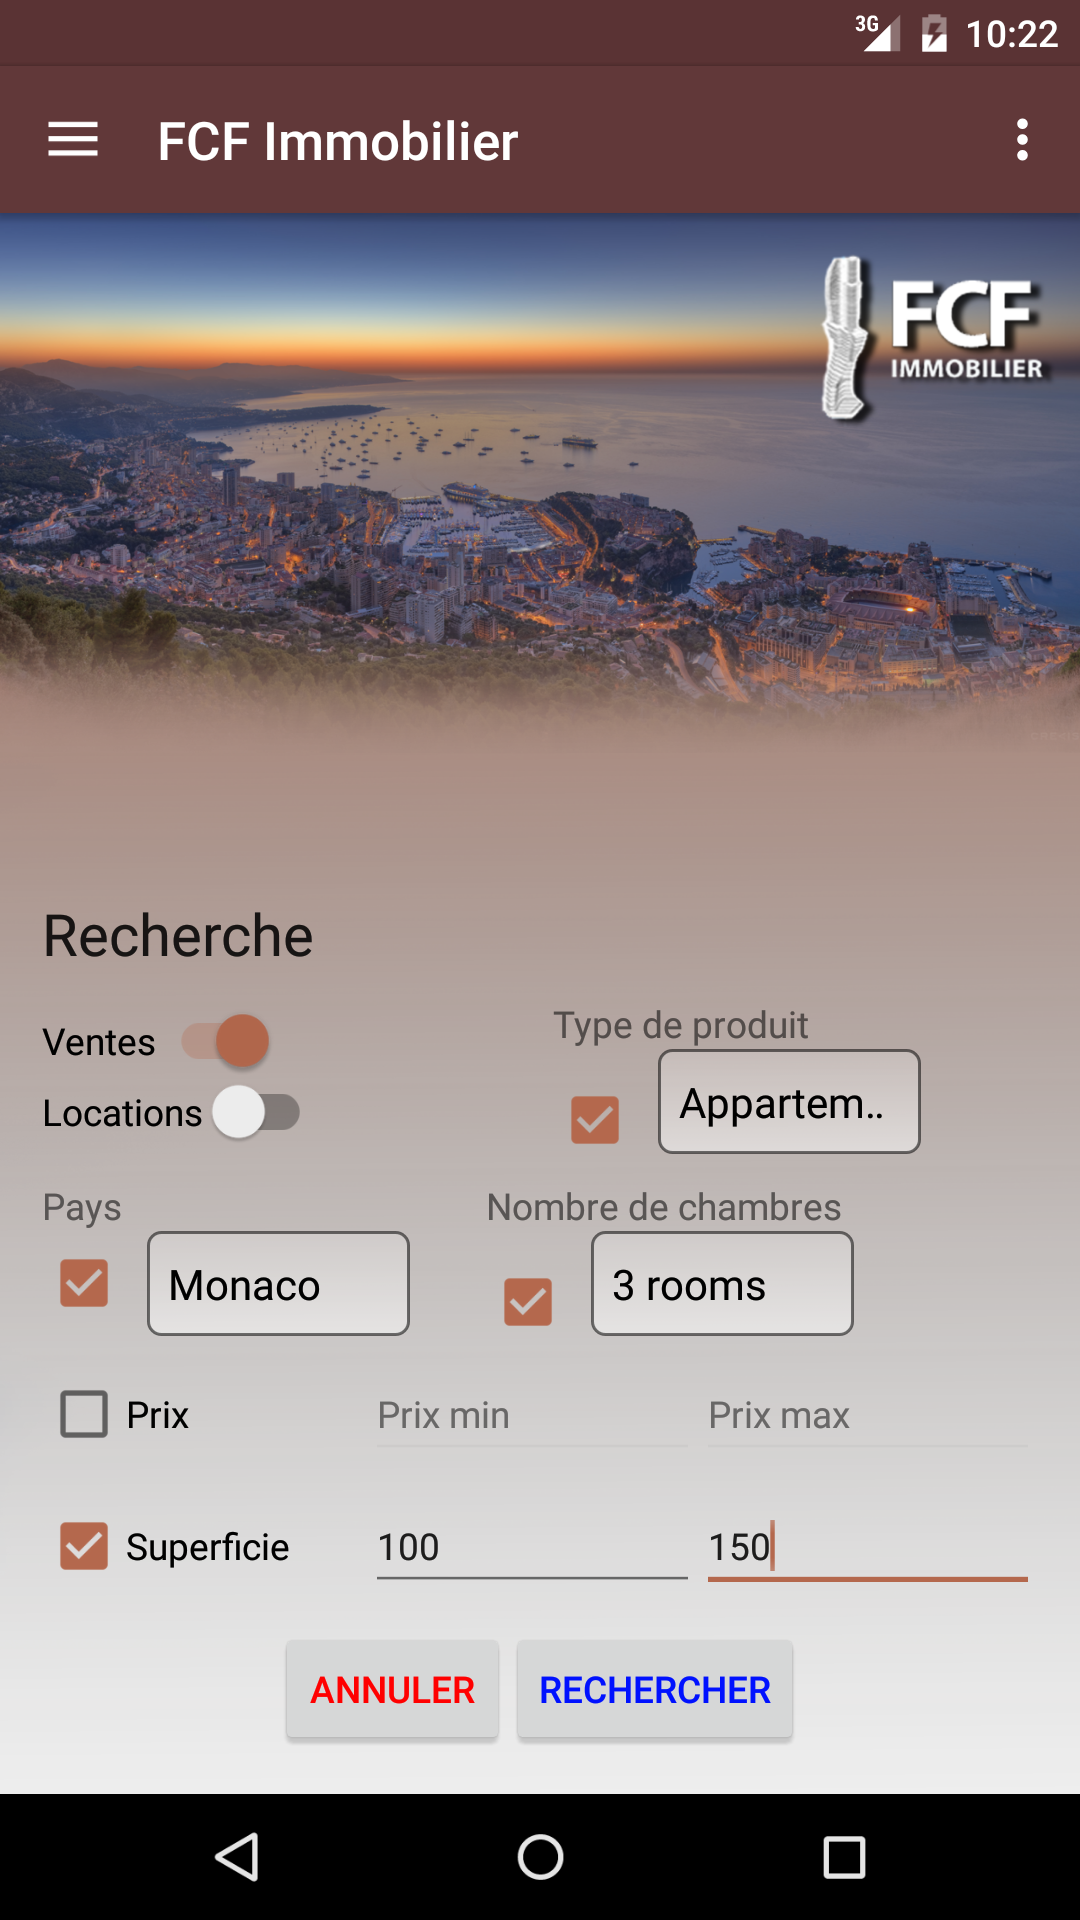 3G 10:22
FCF Immobilier
FCF
IMMOBILIER
Recherche
Ventes
Type de produit
Locations
Appartem..
Pays
Nombre de chambres
Monaco
3 rooms
Prix
Prix min
Prix max
Superficie
100
150
ANNULER
RECHERCHER